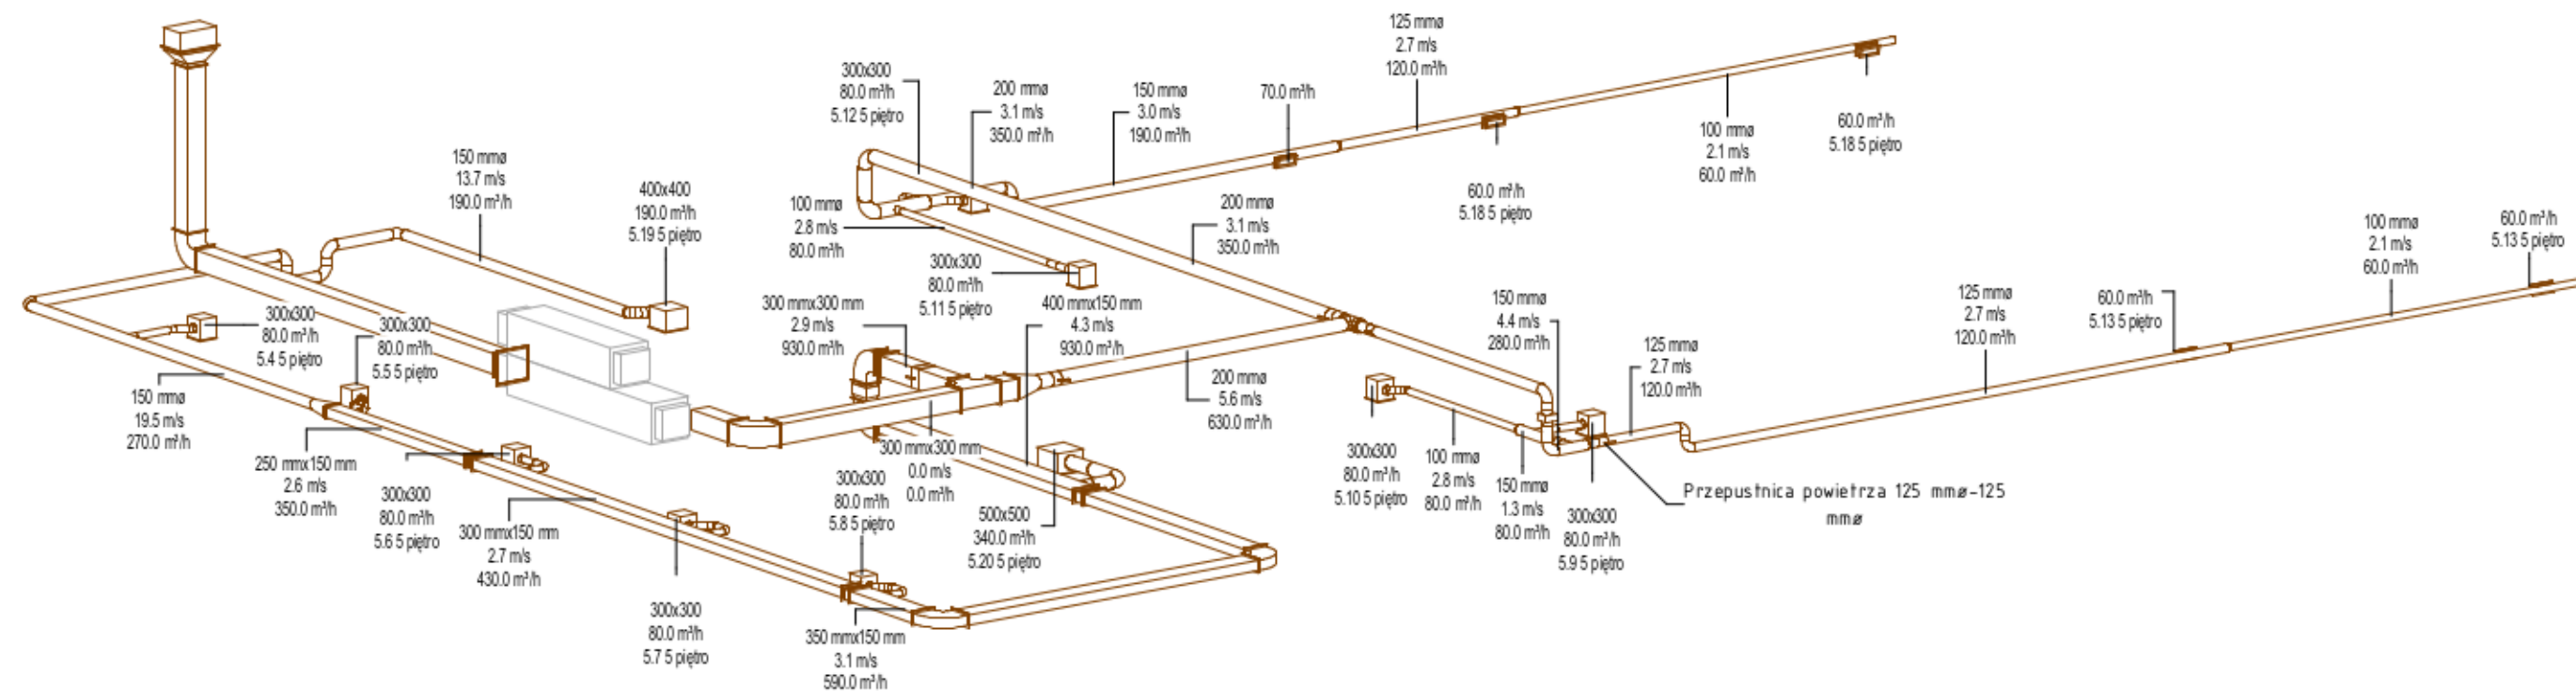 125 mmø
2.7 m/s
120.0 m³/h
300x300
80.0 m³/h
5.12 5 piętro
200 mmø
3.1 m/s
350.0 m³/h
150 mmø
3.0 m/s
190.0 m³/h
70.0 m³/h
100 mmø
2.1 m/s
60.0 m³/h
60.0 m³/h
5.18 5 piętro
60.0 m³/h
5.18 5 piętro
150 mmø
13.7 m/s
190.0 m³/h
400x400
190.0 m³/h
5.19 5 piętro
100 mmø
2.8 m/s
80.0 m³/h
200 mmø
3.1 m/s
350.0 m³/h
300x300
80.0 m³/h
5.11 5 piętro
100 mmø
2.1 m/s
60.0 m³/h
60.0 m³/h
5.13 5 piętro
300x300
80.0 m³/h
5.4 5 piętro
300x300
80.0 m³/h
5.5 5 piętro
300 mmx300 mm
2.9 m/s
930.0 m³/h
400 mmx150 mm
4.3 m/s
930.0 m³/h
150 mmø
4.4 m/s
280.0 m³/h
125 mmø
2.7 m/s
120.0 m³/h
125 mmø
2.7 m/s
120.0 m³/h
60.0 m³/h
5.13 5 piętro
150 mmø
19.5 m/s
270.0 m³/h
200 mmø
5.6 m/s
630.0 m³/h
250 mmx150 mm
2.6 m/s
350.0 m³/h
300x300
80.0 m³/h
5.6 5 piętro
300 mmx150 mm
2.7 m/s
430.0 m³/h
300 mmx300 mm
0.0 m/s
0.0 m³/h
300x300
80.0 m³/h
5.8 5 piętro
500x500
340.0 m³/h
5.20 5 piętro
300x300
80.0 m³/h
5.10 5 piętro
100 mmø
2.8 m/s
80.0 m³/h
150 mmø
1.3 m/s
80.0 m³/h
300x300
80.0 m³/h
5.9 5 piętro
Przepustnica powietrza 125 mmø-125
mmø
300x300
80.0 m³/h
5.7 5 piętro
350 mmx150 mm
3.1 m/s
590.0 m³/h